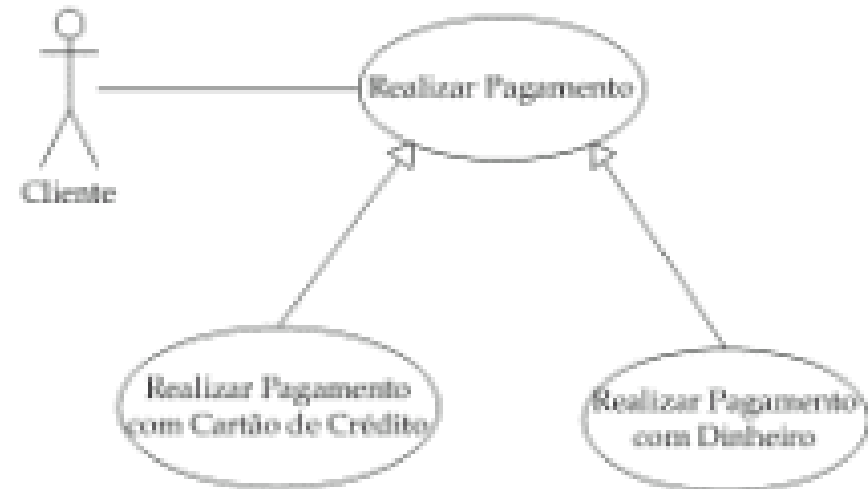 Realizar Pagamento
Cliente
Realizar Pagamento
com Cartão de Crédito
Realizar Pagamento
com Dinheiro